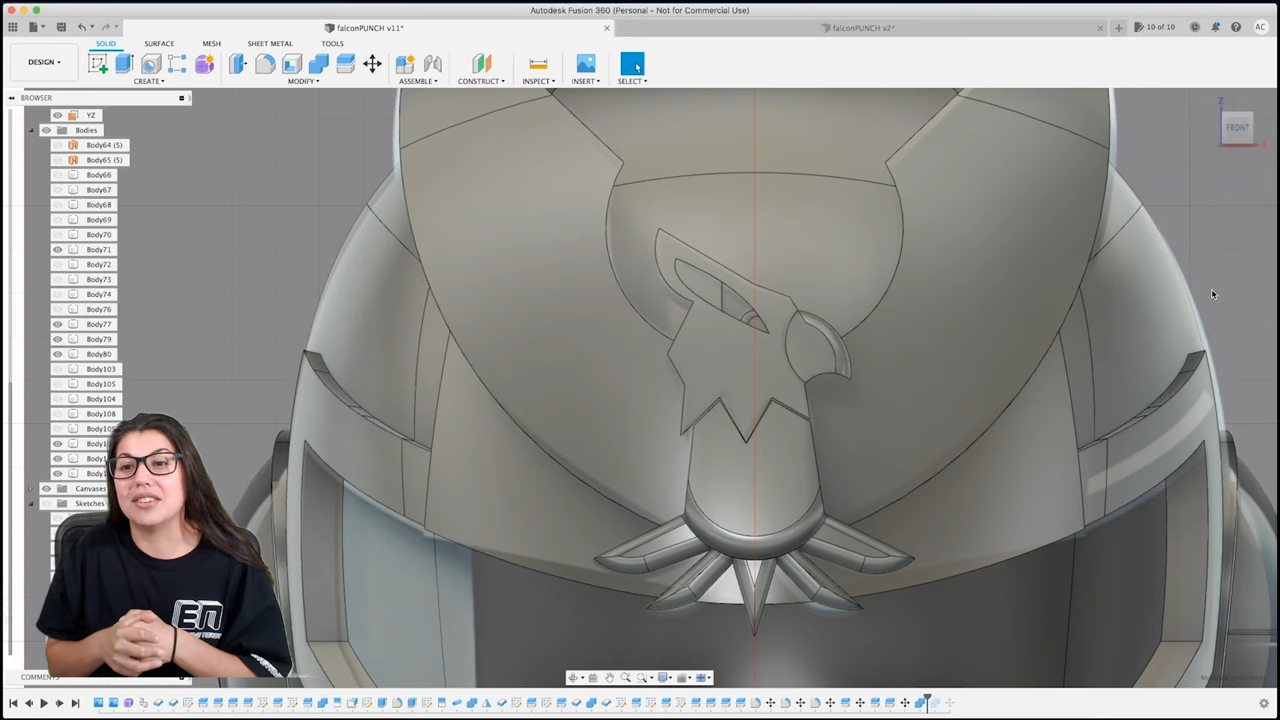 Autodesk Fusion 360 (Personal - Not for Commercial Use)
falconPUNCH v11*
falconPUNCH v2*
10 of 10
AC
SOLID SURFACE MESH SHEET METAL TOOLS
DESIGN
CREATE MODIFY ASSEMBLE CONSTRUCT INSPECT INSERT SELECT
BROWSER
YZ
Bodies
Body64 (5)
Body65 (5)
Body66
Body67
Body68
Body69
Body70
Body71
Body72
Body73
Body74
Body76
Body77
Body79
Body80
Body103
Body105
Body104
Body108
Canvases
Sketches
COMMENTS
FRONT
Z
X
EN